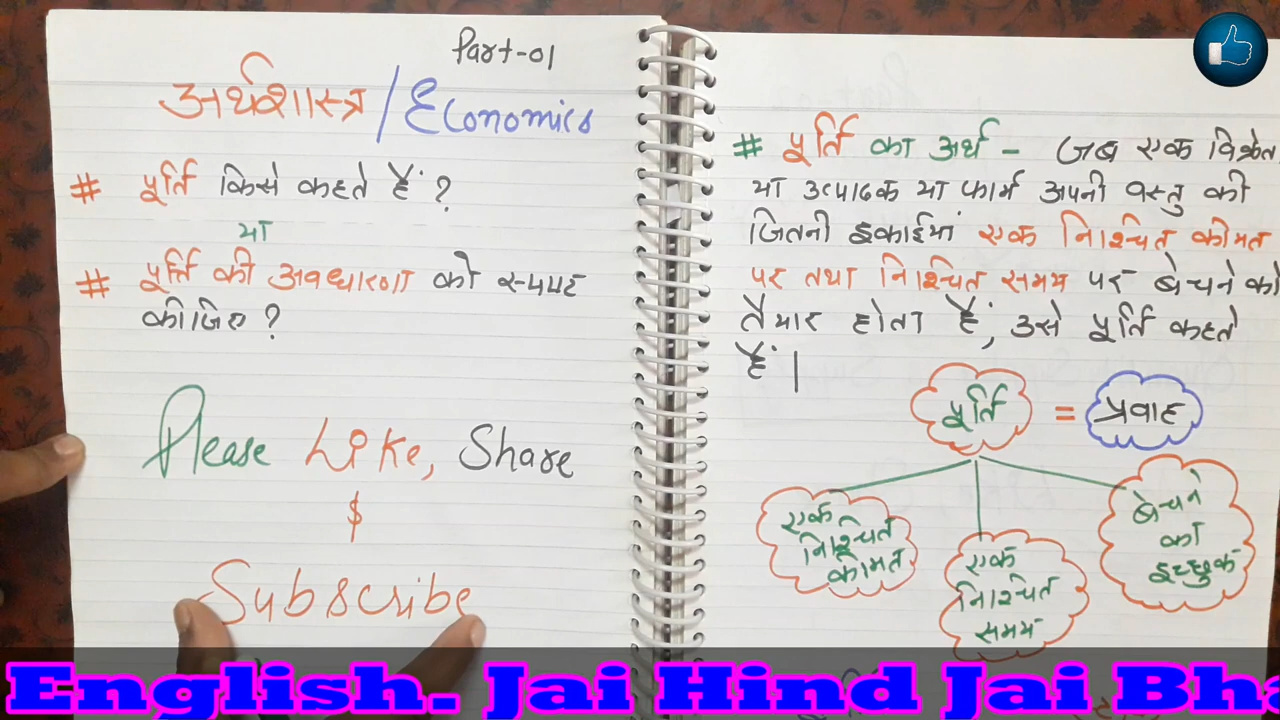 Part-01
अर्थशास्त्र / Economics
# पूर्ति किसे कहते हैं ?
या
# पूर्ति की अवधारणा को स्पष्ट
कीजिए ?
Please Like, Share
$
Subscribe
# पूर्ति का अर्थ - जब एक विक्रेता
या उत्पादक या फार्म अपनी वस्तु की
जितनी इकाईयां एक निश्चित कीमत
पर तथा निश्चित समय पर बेचने को
तैयार होता हैं, उसे पूर्ति कहते
हैं |
पूर्ति = प्रवाह
एक
निश्चित
कीमत
एक
निश्चित
समय
बेचने
का
इच्छुक
English. Jai Hind Jai Bha